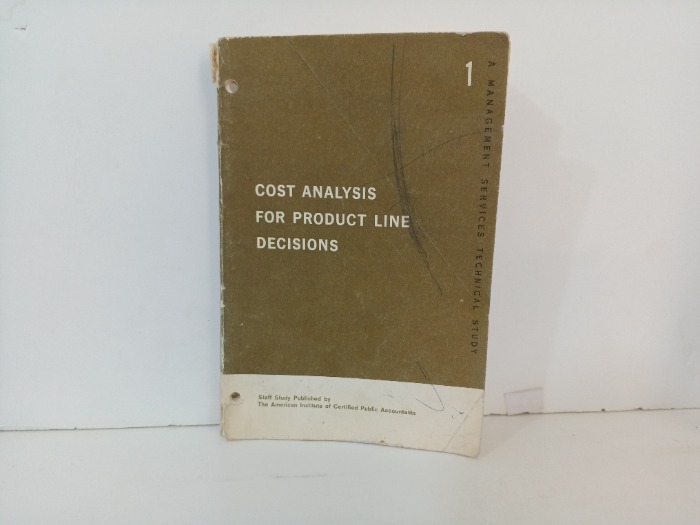 1
A MANAGEMENT SERVICES TECHNICAL STUDY
COST ANALYSIS
FOR PRODUCT LINE
DECISIONS
Staff Study Published by
The American Institute of Certified Public Accountants